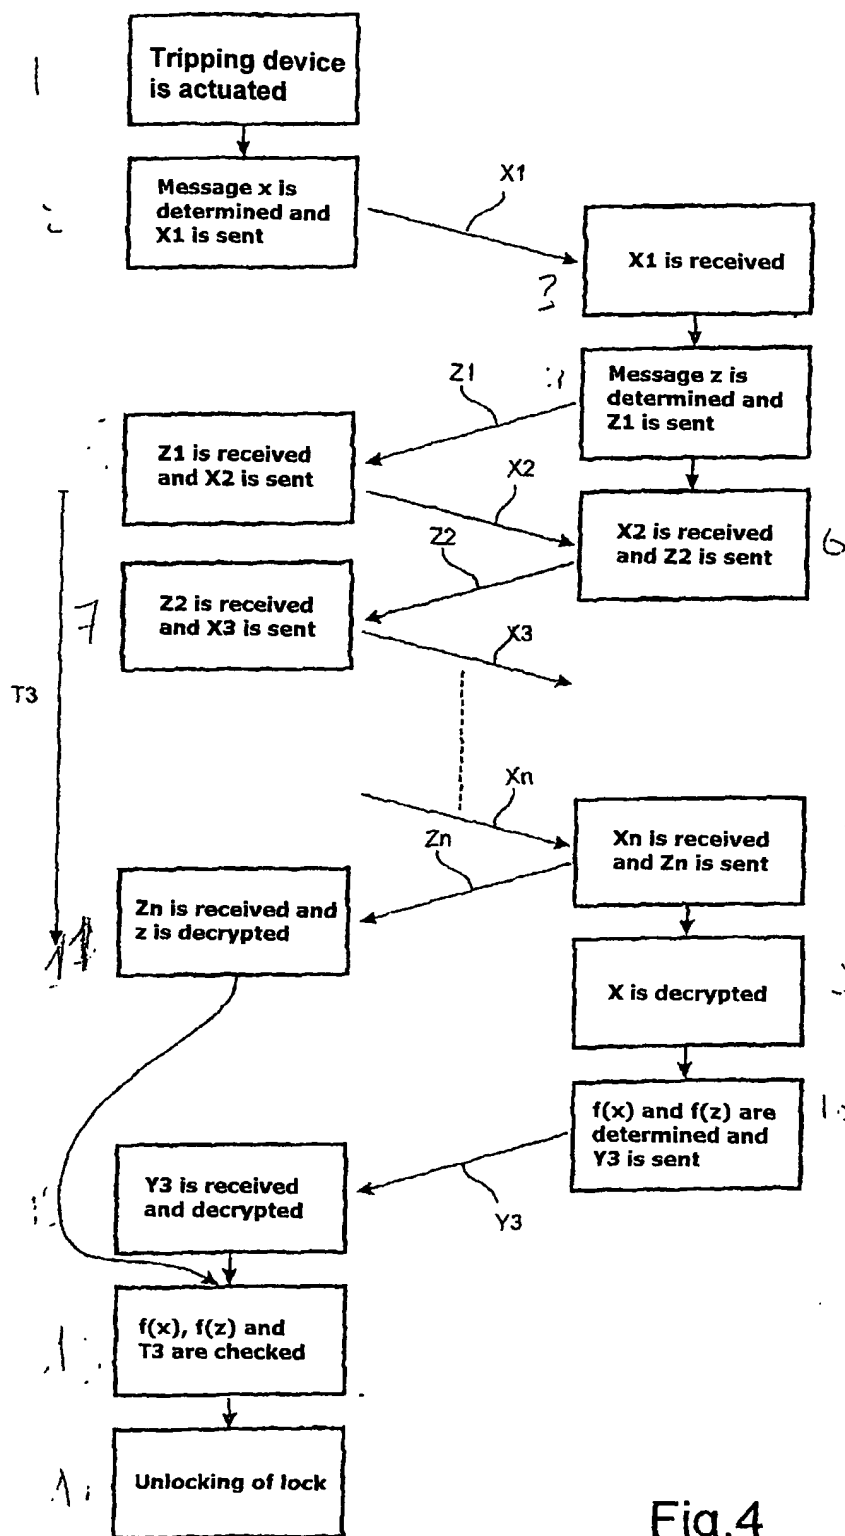 Tripping device
is actuated
Message x is
determined and
X1 is sent
X1
X1 is received
?
Z1
Message z is
determined and
Z1 is sent
Z1 is received
and X2 is sent
X2
X2 is received
and Z2 is sent
6
Z2
Z2 is received
and X3 is sent
7
X3
T3
Xn
Xn is received
and Zn is sent
Zn
Zn is received and
z is decrypted
11
X is decrypted
f(x) and f(z) are
determined and
Y3 is sent
Y3 is received
and decrypted
Y3
f(x), f(z) and
T3 are checked
Unlocking of lock
Fig.4